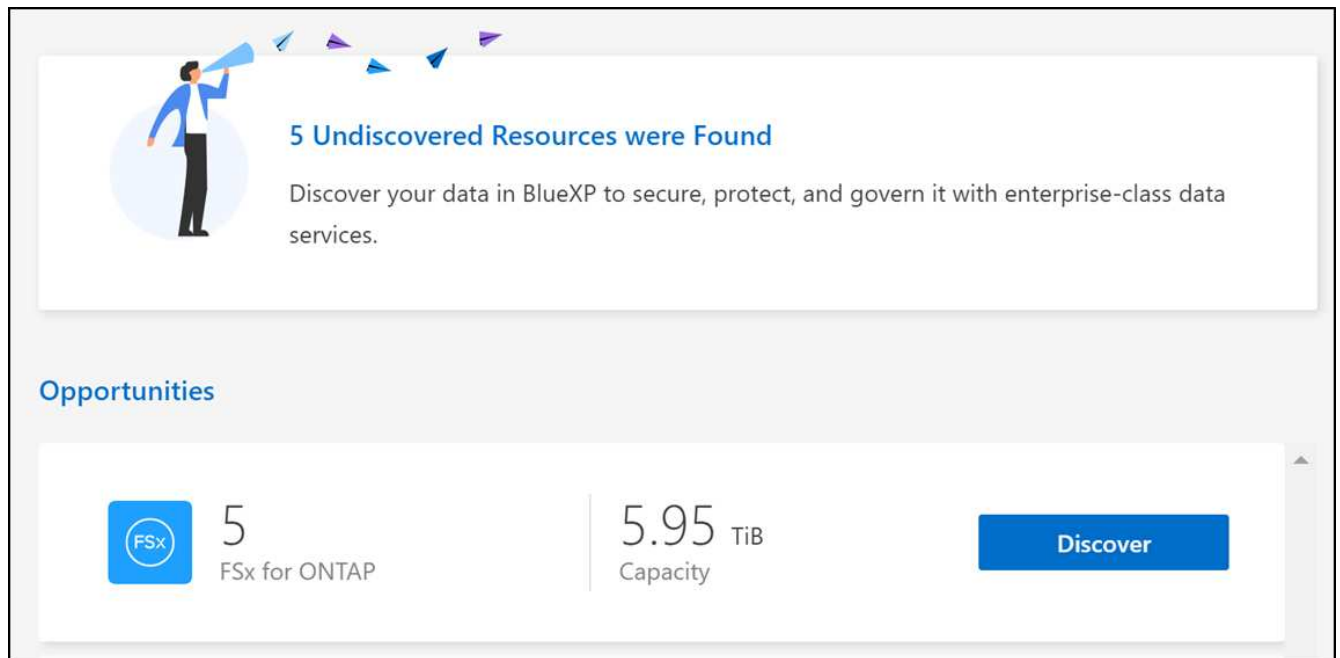 5 Undiscovered Resources were Found
Discover your data in BlueXP to secure, protect, and govern it with enterprise-class data
services.
Opportunities
FSx
5
FSx for ONTAP
5.95 TiB
Capacity
Discover